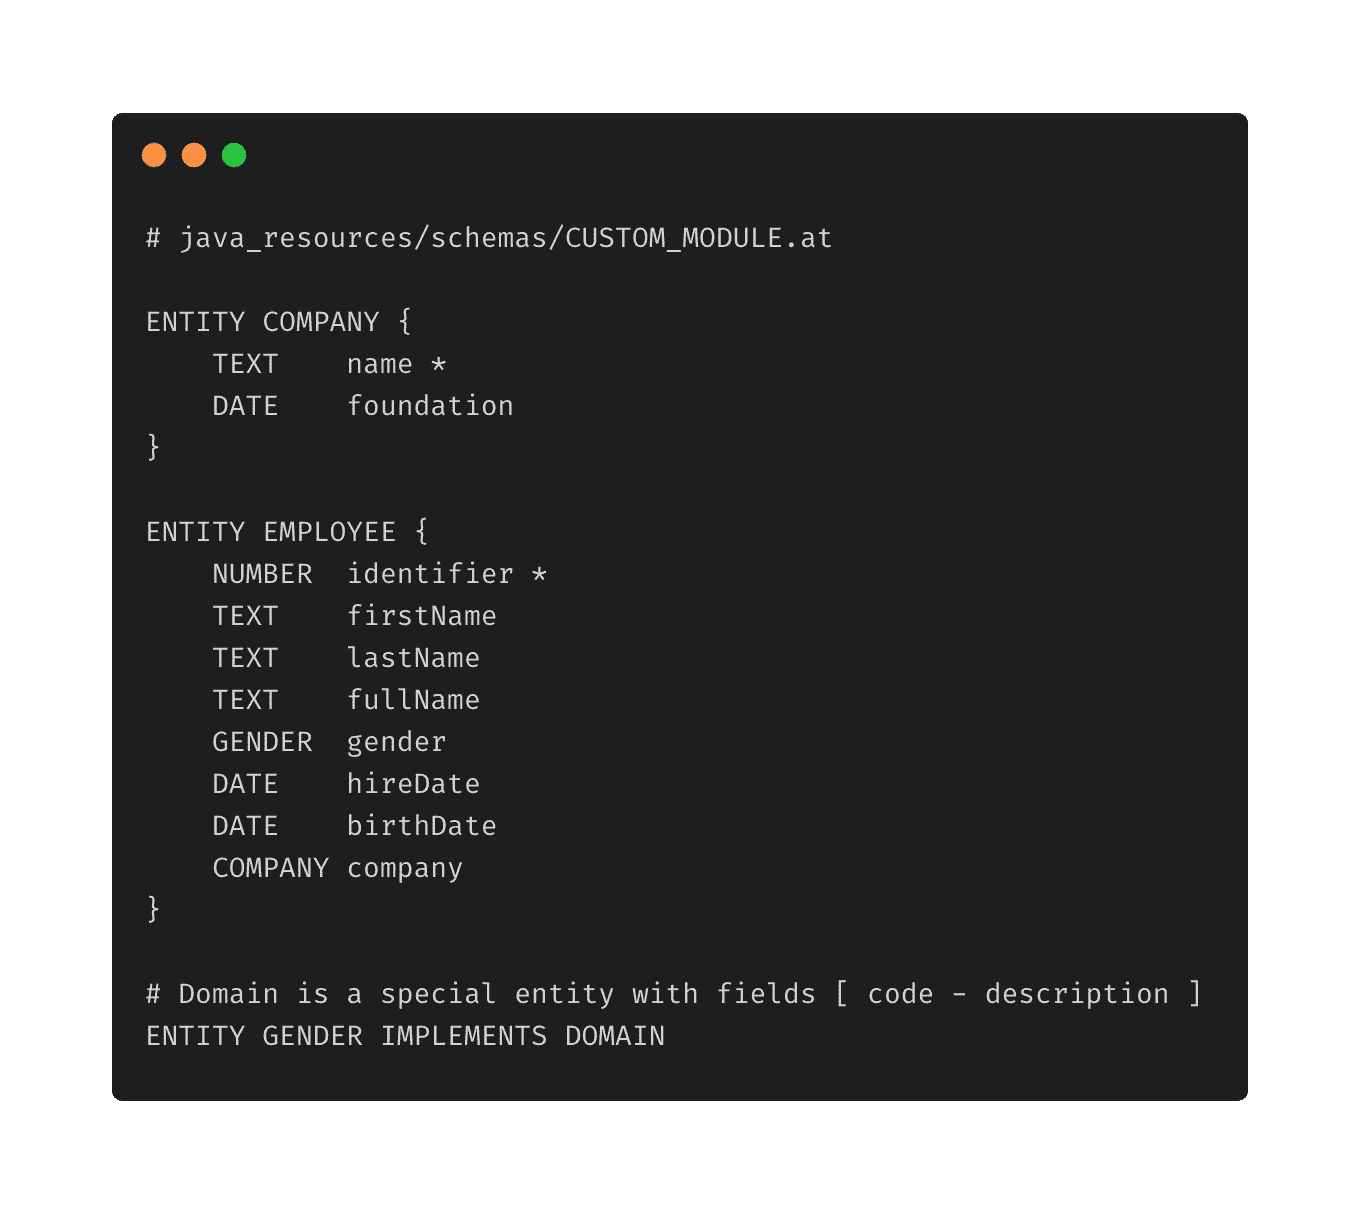 # java_resources/schemas/CUSTOM_MODULE.at
ENTITY COMPANY {
    TEXT    name *
    DATE    foundation
}
ENTITY EMPLOYEE {
    NUMBER  identifier *
    TEXT    firstName
    TEXT    lastName
    TEXT    fullName
    GENDER  gender
    DATE    hireDate
    DATE    birthDate
    COMPANY company
}
# Domain is a special entity with fields [ code - description ]
ENTITY GENDER IMPLEMENTS DOMAIN